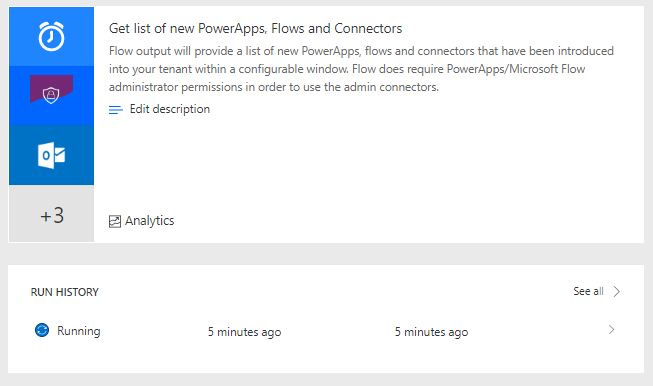 Get list of new PowerApps, Flows and Connectors
Flow output will provide a list of new PowerApps, flows and connectors that have been introduced
into your tenant within a configurable window. Flow does require PowerApps/Microsoft Flow
administrator permissions in order to use the admin connectors.
Edit description
+3
Analytics
RUN HISTORY
See all
Running 5 minutes ago 5 minutes ago